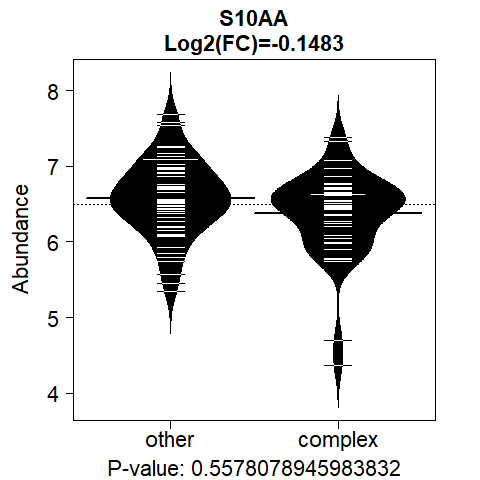 S10AA
Log2(FC)=-0.1483
8
7
6
5
4
Abundance
other complex
P-value: 0.5578078945983832